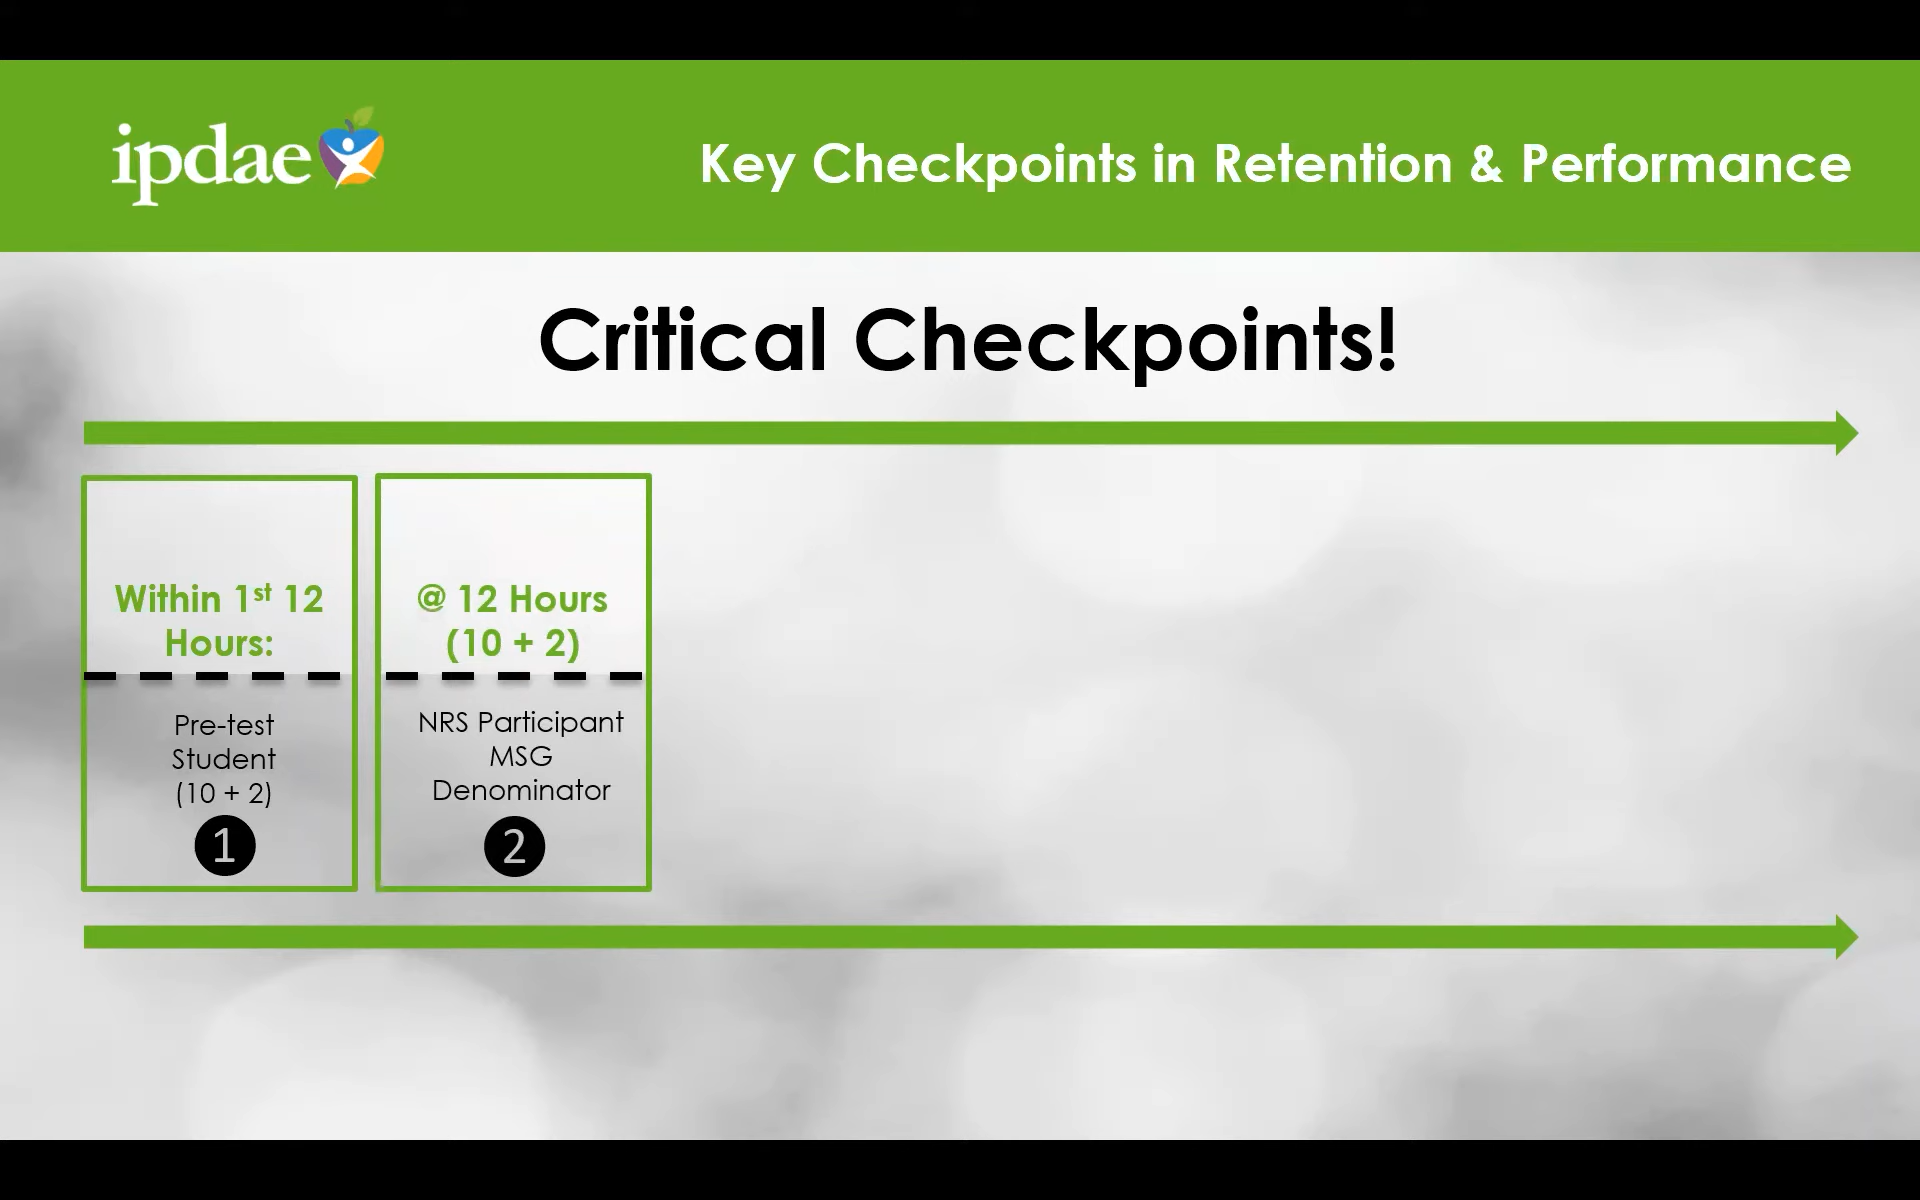 ipdae
Key Checkpoints in Retention & Performance
Critical Checkpoints!
Within 1st 12
Hours:
Pre-test
Student
(10 + 2)
1
@ 12 Hours
(10 + 2)
NRS Participant
MSG
Denominator
2